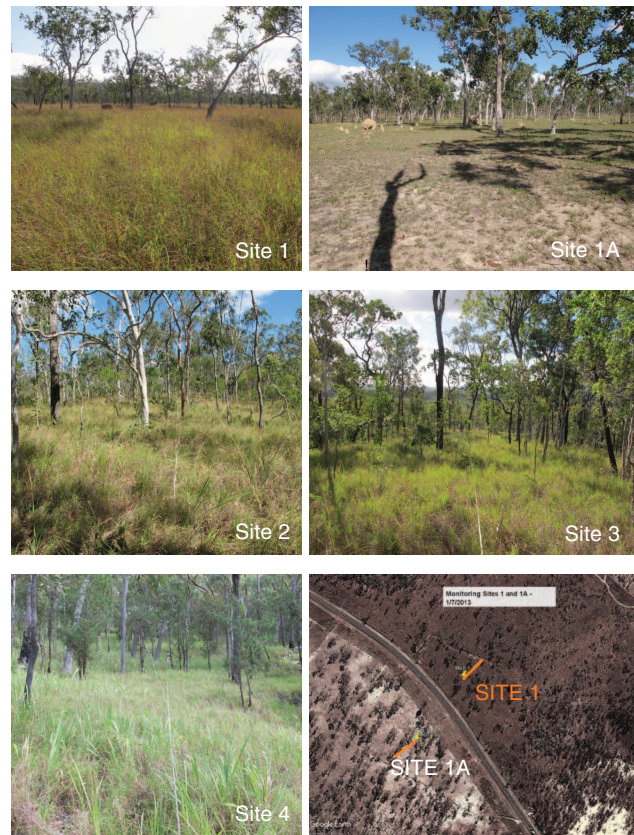 Site 1
Site 1A
Site 2
Site 3
Site 4
Monitoring Sites 1 and 1A -
1/7/2013
SITE 1
SITE 1A
Google Earth